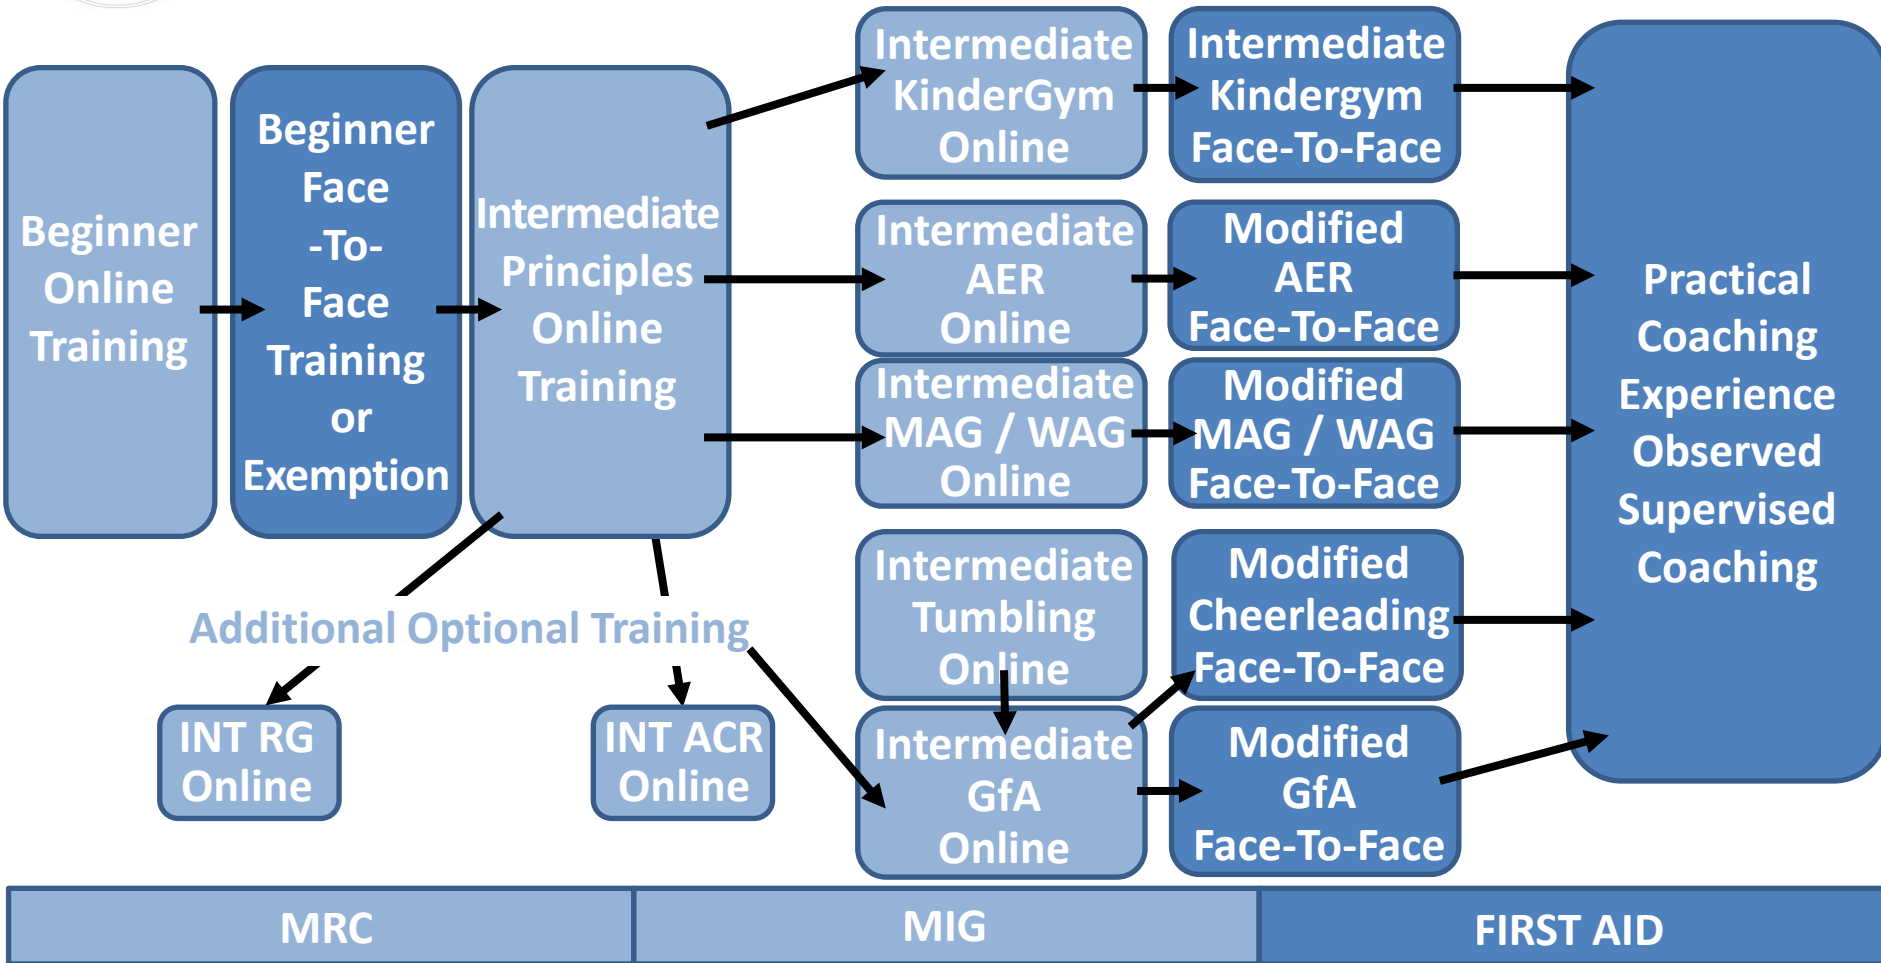 Beginner
Online
Training
Beginner
Face
-To-
Face
Training
or
Exemption
Intermediate
Principles
Online
Training
Intermediate
KinderGym
Online
Intermediate
Kindergym
Face-To-Face
Intermediate
AER
Online
Modified
AER
Face-To-Face
Intermediate
MAG / WAG
Online
Modified
MAG / WAG
Face-To-Face
Intermediate
Tumbling
Online
Modified
Cheerleading
Face-To-Face
Intermediate
GfA
Online
Modified
GfA
Face-To-Face
Practical
Coaching
Experience
Observed
Supervised
Coaching
Additional Optional Training
INT RG
Online
INT ACR
Online
MRC
MIG
FIRST AID